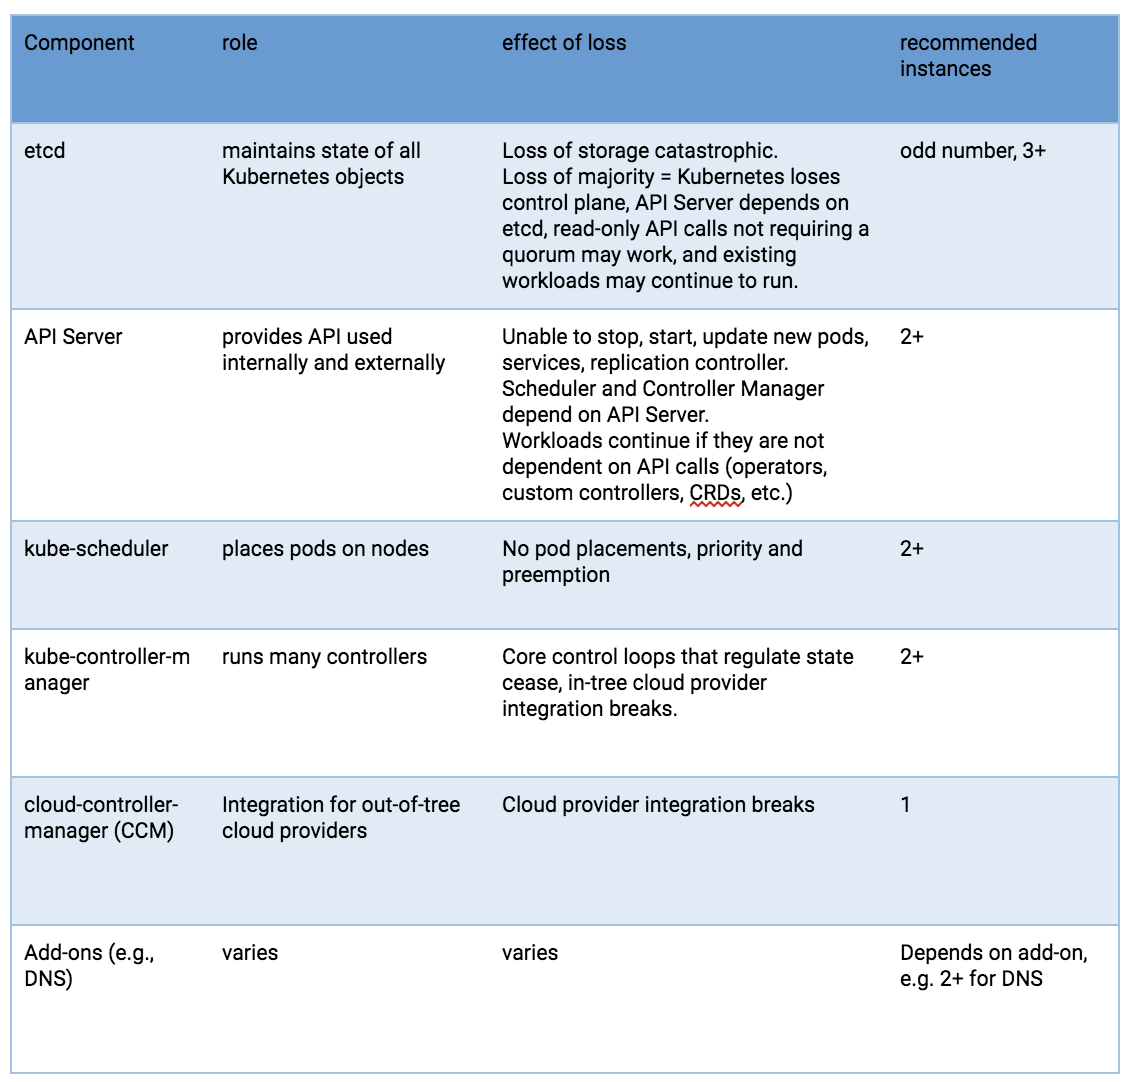 Component
role
effect of loss
recommended
instances
etcd
maintains state of all
Kubernetes objects
Loss of storage catastrophic.
Loss of majority = Kubernetes loses
control plane, API Server depends on
etcd, read-only API calls not requiring a
quorum may work, and existing
workloads may continue to run.
odd number, 3+
API Server
provides API used
internally and externally
Unable to stop, start, update new pods,
services, replication controller.
Scheduler and Controller Manager
depend on API Server.
Workloads continue if they are not
dependent on API calls (operators,
custom controllers, CRDs, etc.)
2+
kube-scheduler
places pods on nodes
No pod placements, priority and
preemption
2+
kube-controller-m
anager
runs many controllers
Core control loops that regulate state
cease, in-tree cloud provider
integration breaks.
2+
cloud-controller-
manager (CCM)
Integration for out-of-tree
cloud providers
Cloud provider integration breaks
1
Add-ons (e.g.,
DNS)
varies
varies
Depends on add-on,
e.g. 2+ for DNS